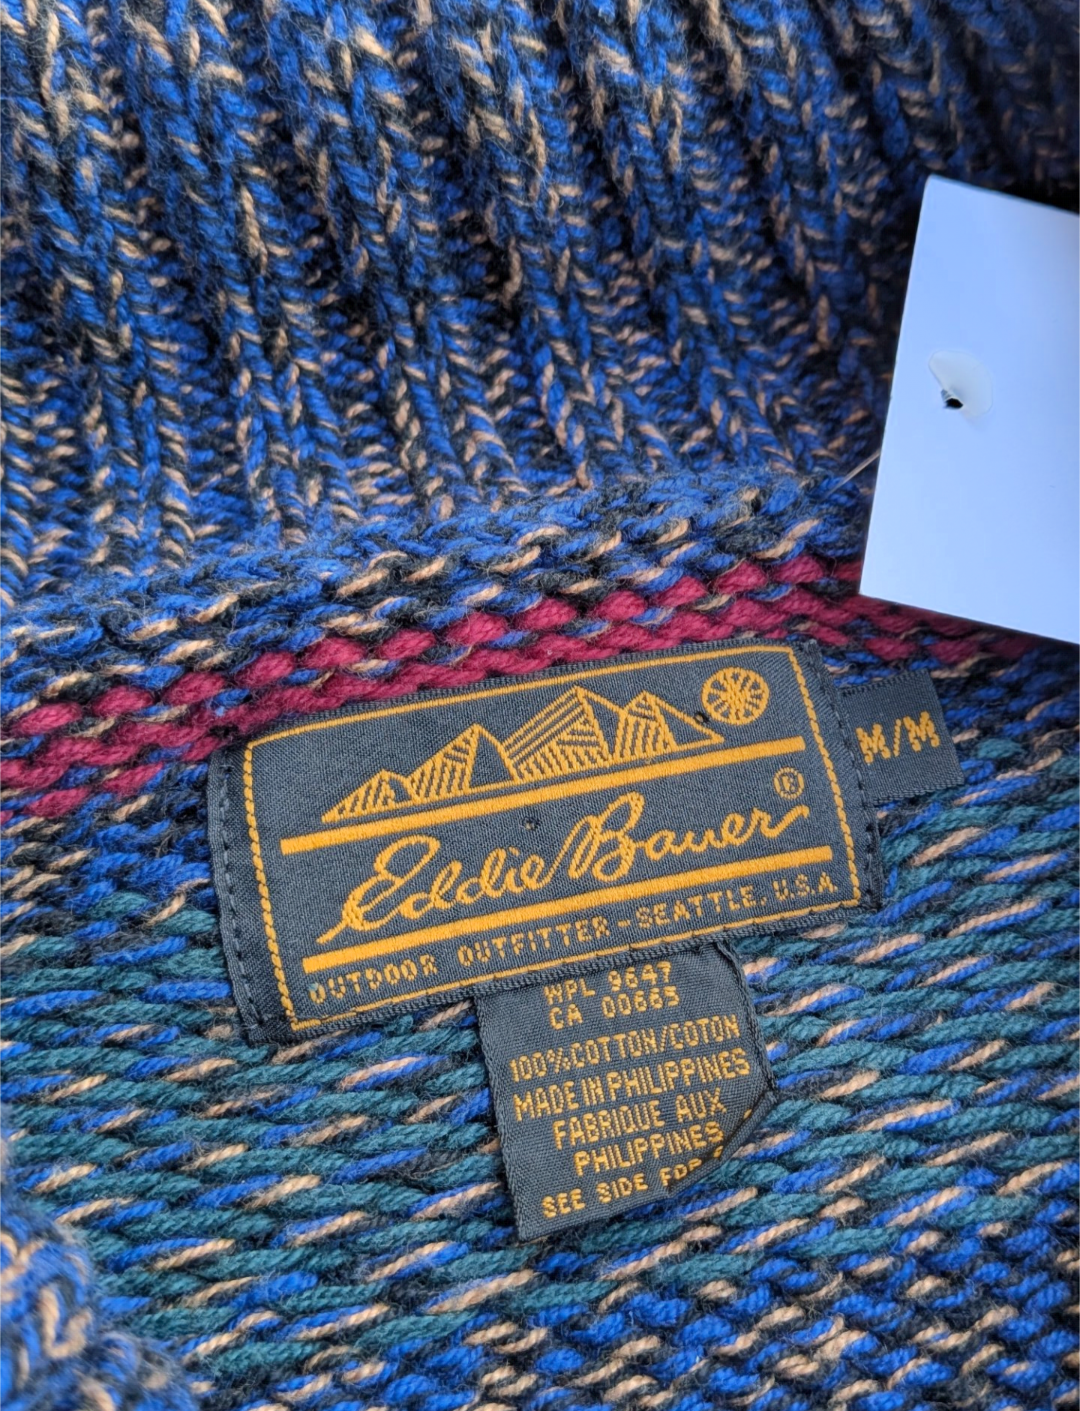 Eddie Bauer®
OUTDOOR OUTFITTER - SEATTLE, U.S.A.
M/M
WPL 9647
CA 00665
100% COTTON/COTON
MADE IN PHILIPPINES
FABRIQUE AUX
PHILIPPINES
SEE SIDE FOR